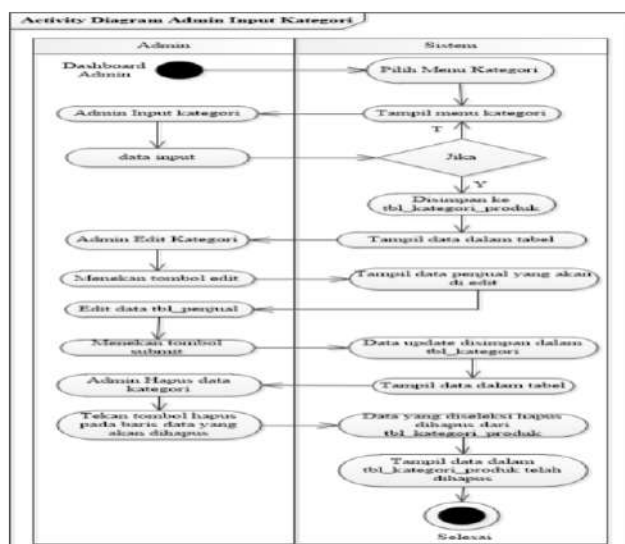 Activity Diagram Admin Input Kategori
Admin
Sistem
Dashboard
Admin
Pilih Menu Kategori
Admin Input kategori
Tampil menu kategori
T
data input
Jika
Y
Disimpan ke
tbl_kategori_produk
Admin Edit Kategori
Tampil data dalam tabel
Menekan tombol edit
Tampil data penjual yang akan
di edit
Edit data tbl_penjual
Menekan tombol
submit
Data update disimpan dalam
tbl_kategori
Admin Hapus data
kategori
Tampil data dalam tabel
Tekan tombol hapus
pada baris data yang
akan dihapus
Data yang diseleksi hapus
dihapus dari
tbl_kategori_produk
Tampil data dalam
tbl_kategori_produk telah
dihapus
Selesai